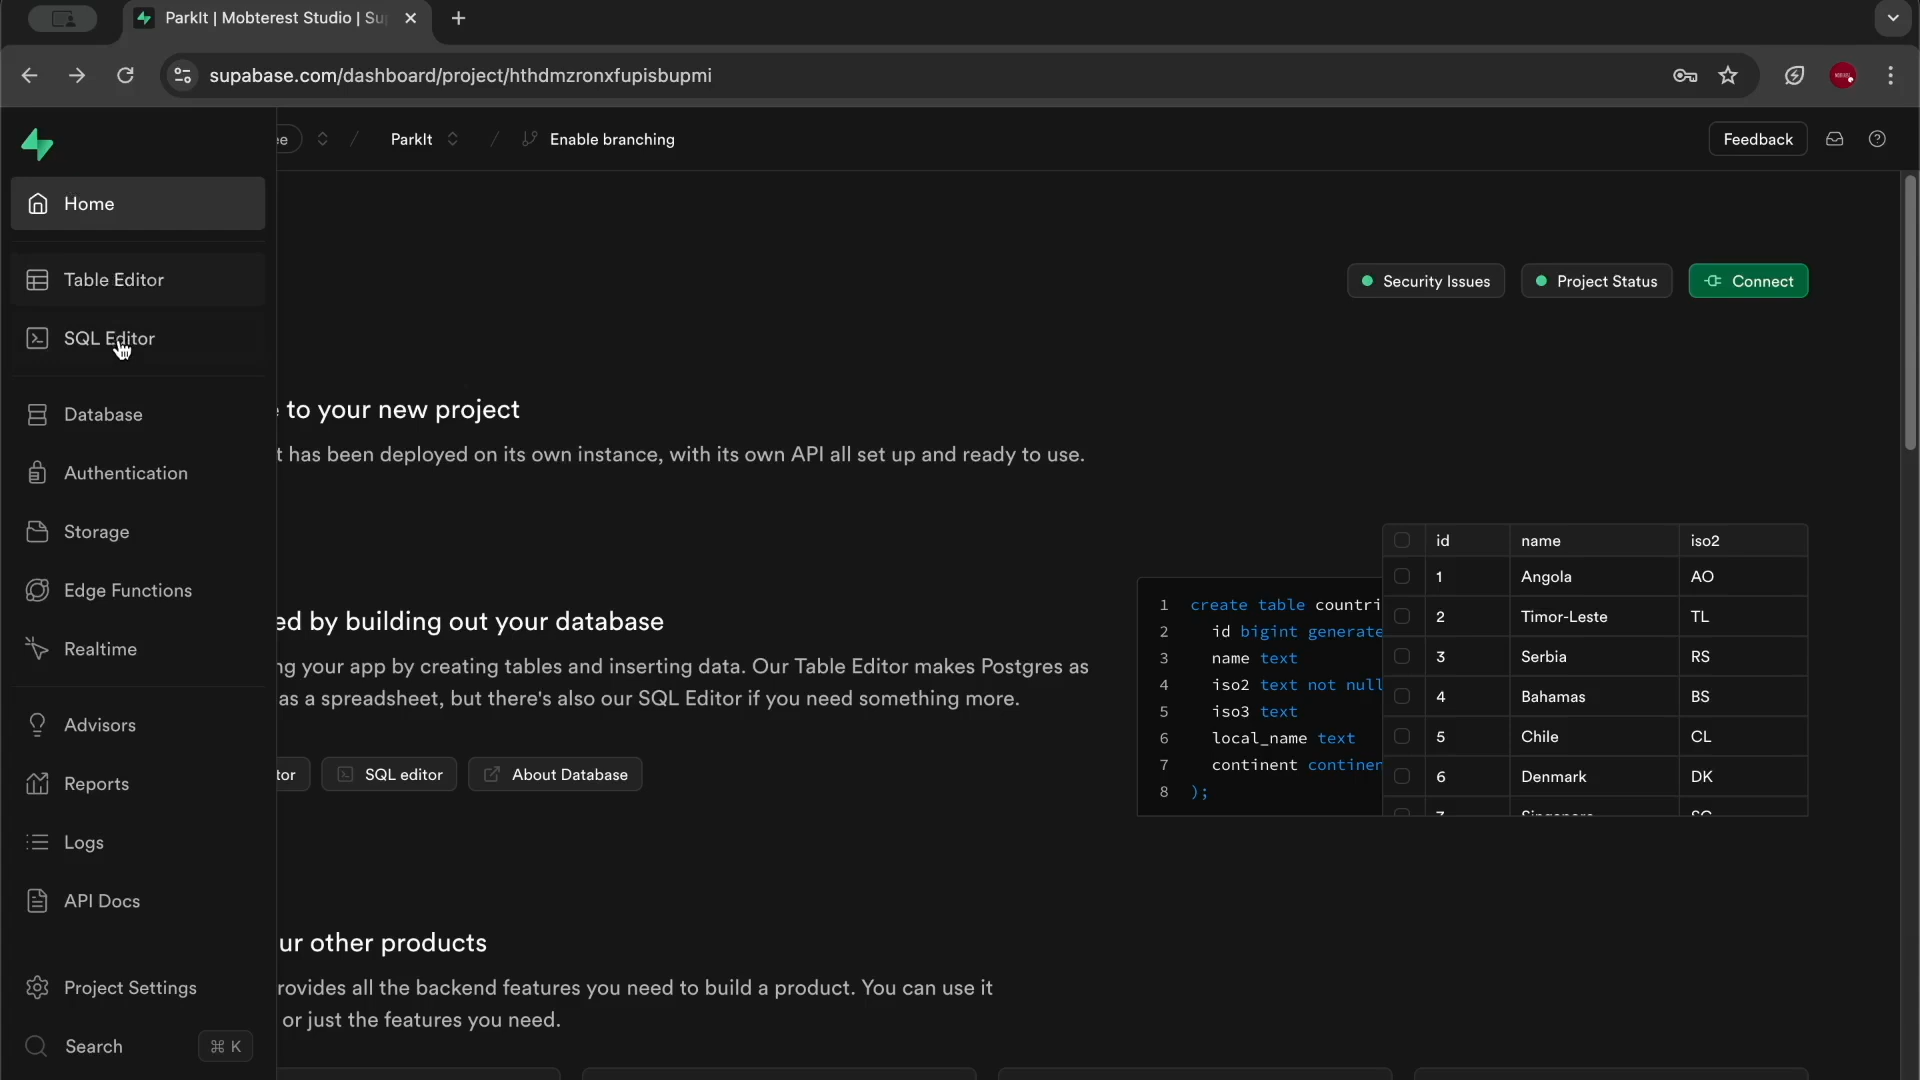 ParkIt | Mobterest Studio | Su
supabase.com/dashboard/project/hthdmzronxfupisbupmi
ee / ParkIt / Enable branching
Feedback
Home
Table Editor
SQL Editor
Database
Authentication
Storage
Edge Functions
Realtime
Advisors
Reports
Logs
API Docs
Project Settings
Search ⌘ K
Security Issues
Project Status
Connect
to your new project
t has been deployed on its own instance, with its own API all set up and ready to use.
ed by building out your database
ng your app by creating tables and inserting data. Our Table Editor makes Postgres as
as a spreadsheet, but there's also our SQL Editor if you need something more.
tor
SQL editor
About Database
1 create table countri
2 id bigint generate
3 name text
4 iso2 text not null
5 iso3 text
6 local_name text
7 continent continen
8 );
id name iso2
1 Angola AO
2 Timor-Leste TL
3 Serbia RS
4 Bahamas BS
5 Chile CL
6 Denmark DK
7 Singapore SG
ur other products
rovides all the backend features you need to build a product. You can use it
or just the features you need.